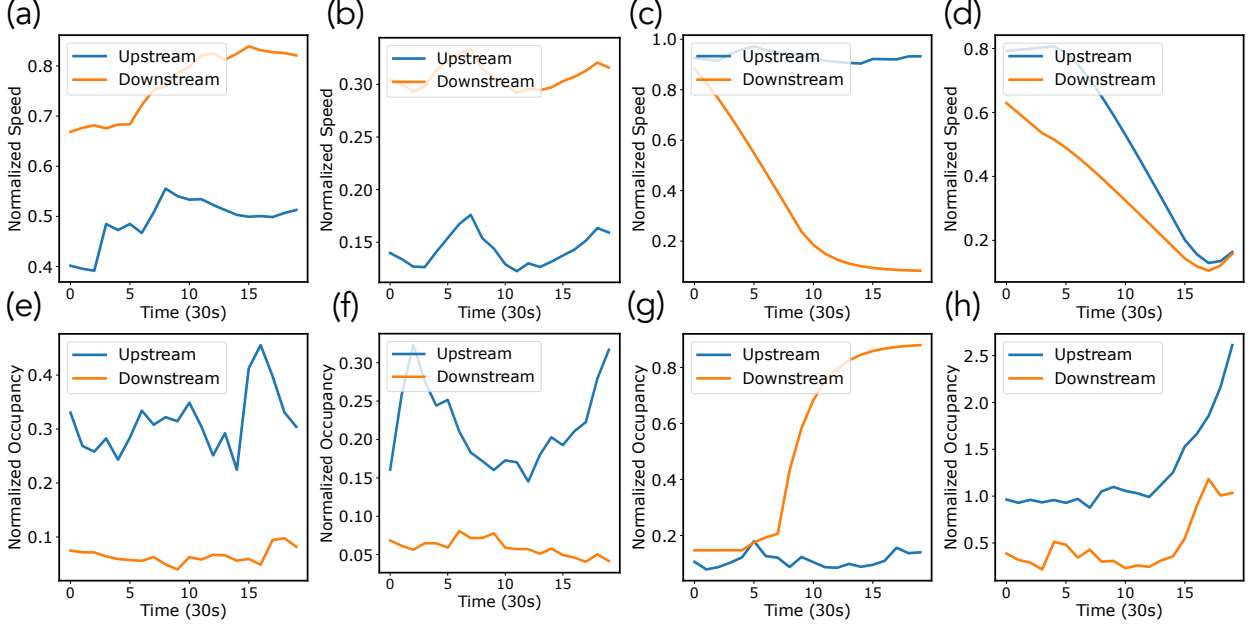 (a)
Normalized Speed
0.8
0.7
0.6
0.5
0.4
Upstream
Downstream
0 5 10 15
Time (30s)
(b)
Normalized Speed
0.30
0.25
0.20
0.15
Upstream
Downstream
0 5 10 15
Time (30s)
(c)
Normalized Speed
1.0
0.8
0.6
0.4
0.2
Upstream
Downstream
0 5 10 15
Time (30s)
(d)
Normalized Speed
0.8
0.6
0.4
0.2
Upstream
Downstream
0 5 10 15
Time (30s)
(e)
Normalized Occupancy
0.4
0.3
0.2
0.1
Upstream
Downstream
0 5 10 15
Time (30s)
(f)
Normalized Occupancy
0.30
0.25
0.20
0.15
0.10
0.05
Upstream
Downstream
0 5 10 15
Time (30s)
(g)
Normalized Occupancy
0.8
0.6
0.4
0.2
Upstream
Downstream
0 5 10 15
Time (30s)
(h)
Normalized Occupancy
2.5
2.0
1.5
1.0
0.5
Upstream
Downstream
0 5 10 15
Time (30s)